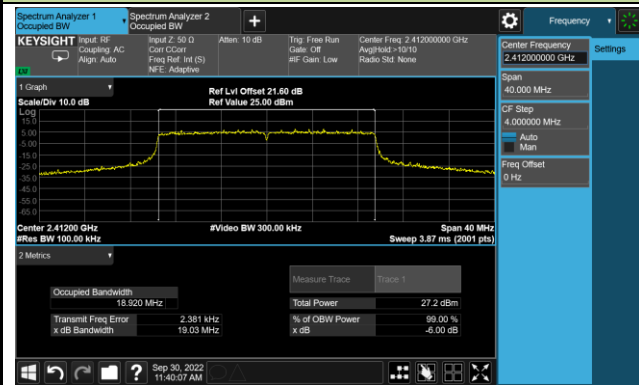 Spectrum Analyzer 1
Occupied BW
Spectrum Analyzer 2
Occupied BW
Frequency
KEYSIGHT
Input: RF
Coupling: AC
Align: Auto
Input Z: 50 Ω
Corr CCorr
Freq Ref: Int (S)
NFE: Adaptive
Atten: 10 dB
Trig: Free Run
Gate: Off
#IF Gain: Low
Center Freq: 2.412000000 GHz
Avg|Hold:>10/10
Radio Std: None
Center Frequency
2.412000000 GHz
Settings
Span
40.000 MHz
CF Step
4.000000 MHz
Auto
Man
Freq Offset
0 Hz
1 Graph
Scale/Div 10.0 dB
Ref Lvl Offset 21.60 dB
Ref Value 25.00 dBm
Log
15.0
5.00
-5.00
-15.0
-25.0
-35.0
-45.0
-55.0
-65.0
Center 2.41200 GHz
#Res BW 100.00 kHz
#Video BW 300.00 kHz
Span 40 MHz
Sweep 3.87 ms (2001 pts)
2 Metrics
Measure Trace
Trace 1
Occupied Bandwidth
18.920 MHz
Total Power
27.2 dBm
Transmit Freq Error
2.381 kHz
% of OBW Power
99.00 %
x dB Bandwidth
19.03 MHz
x dB
-6.00 dB
Sep 30, 2022
11:40:07 AM